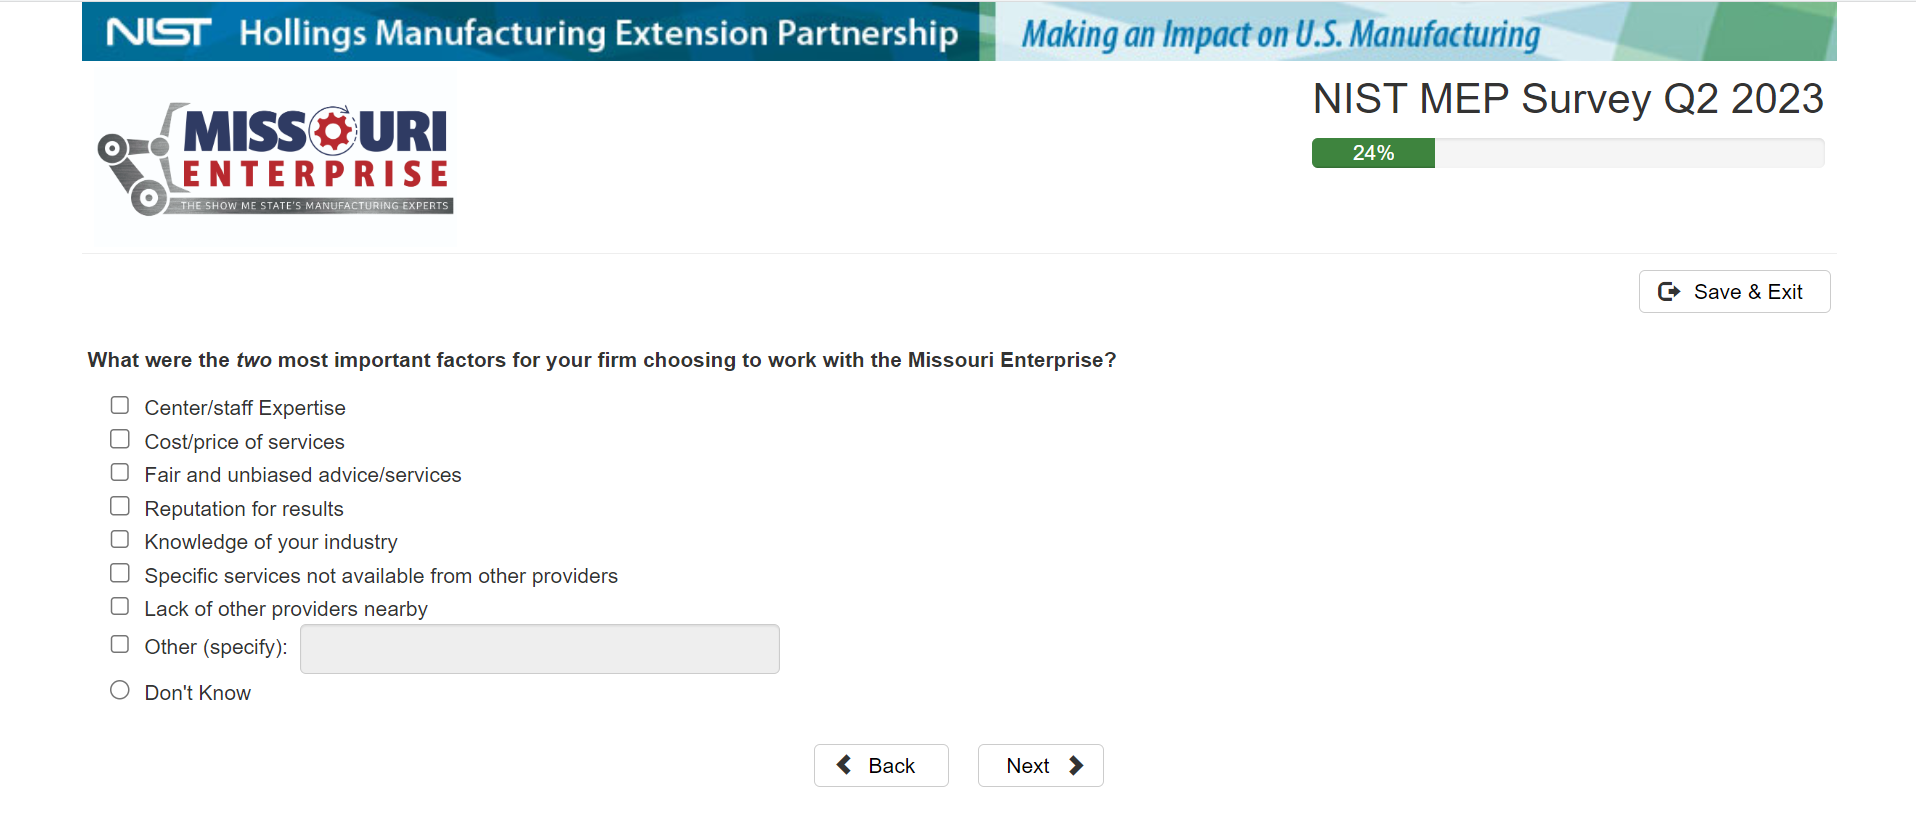 NIST Hollings Manufacturing Extension Partnership Making an Impact on U.S. Manufacturing
MISSOURI
ENTERPRISE
THE SHOW ME STATE'S MANUFACTURING EXPERTS
NIST MEP Survey Q2 2023
24%
Save & Exit
What were the two most important factors for your firm choosing to work with the Missouri Enterprise?
Center/staff Expertise
Cost/price of services
Fair and unbiased advice/services
Reputation for results
Knowledge of your industry
Specific services not available from other providers
Lack of other providers nearby
Other (specify):
Don't Know
Back Next